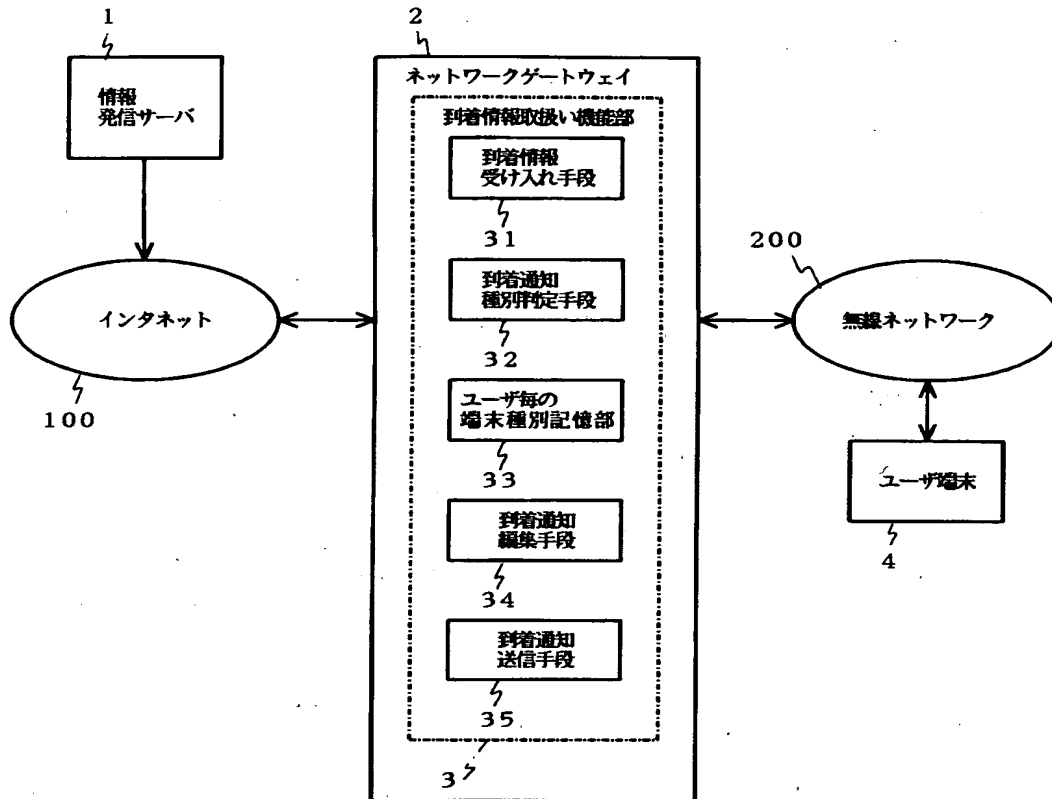 1
情報
発信サーバ
インタネット
100
2
ネットワークゲートウェイ
到着情報取扱い機能部
到着情報
受け入れ手段
31
到着通知
種別判定手段
32
ユーザ毎の
端末種別記憶部
33
到着通知
編集手段
34
到着通知
送信手段
35
3
200
無線ネットワーク
ユーザ端末
4